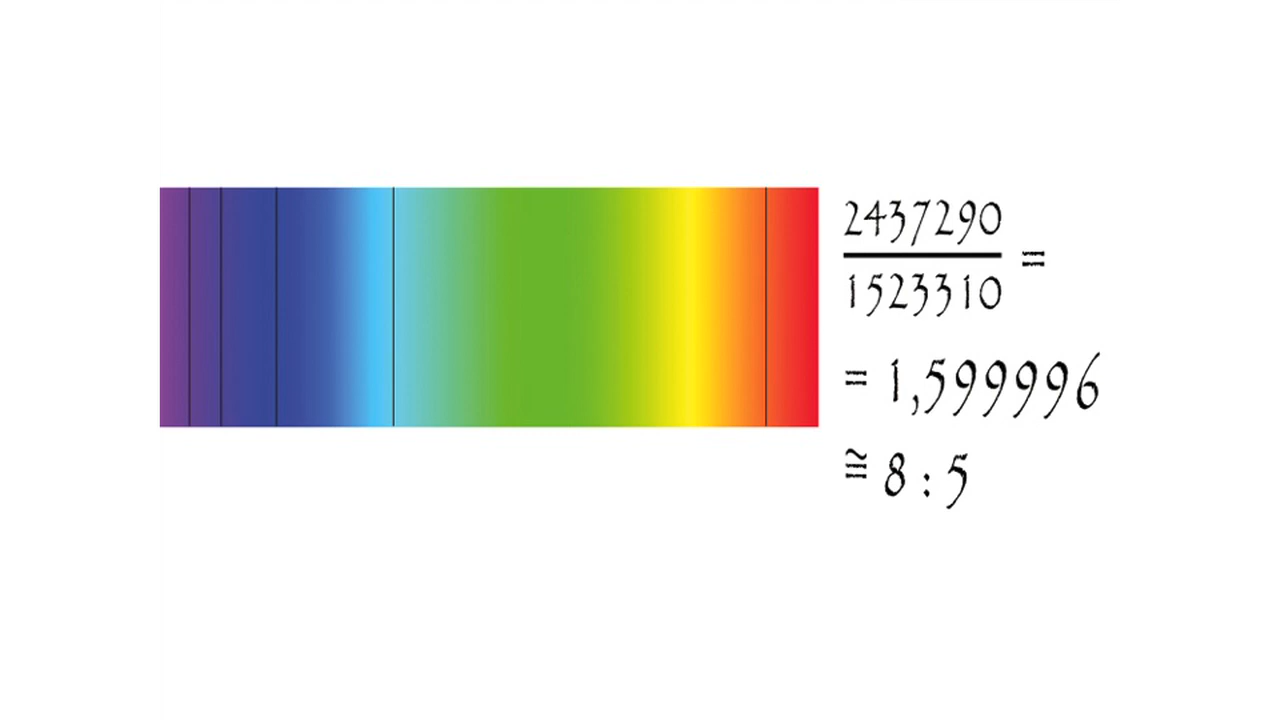 2437290
1523310 =
= 1,599996
≅ 8 : 5